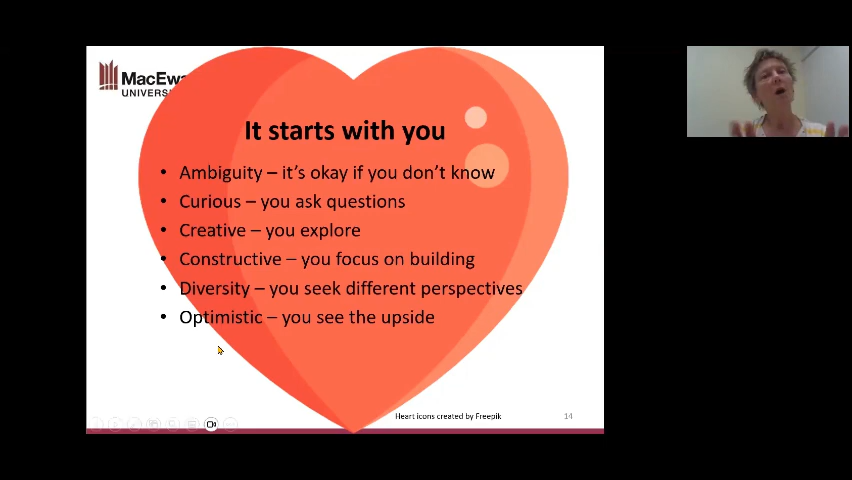 MacEw
UNIVERSI
It starts with you
• Ambiguity – it's okay if you don't know
• Curious – you ask questions
• Creative – you explore
• Constructive – you focus on building
• Diversity – you seek different perspectives
• Optimistic – you see the upside
Heart icons created by Freepik
14